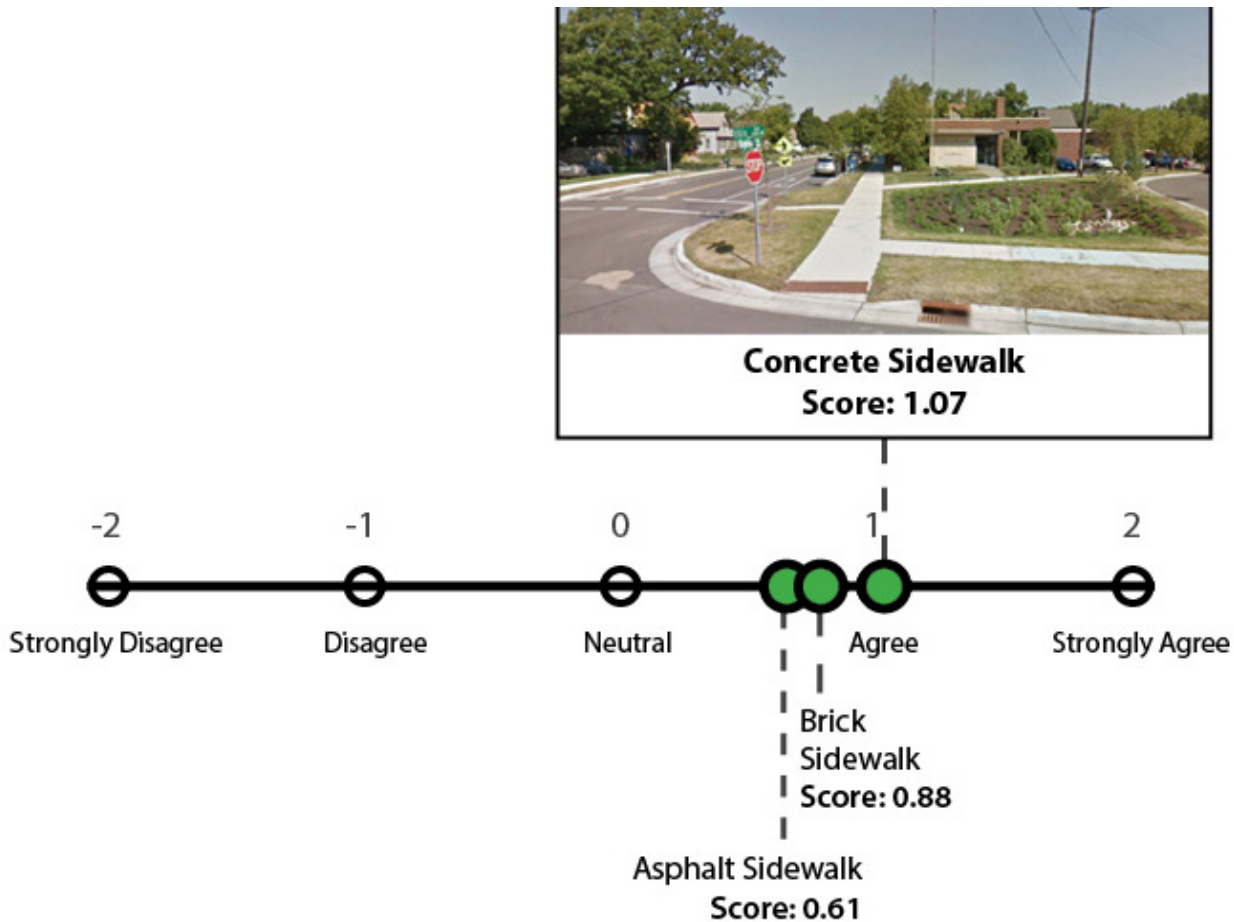 STOP
Concrete Sidewalk
Score: 1.07
-2
-1
0
1
2
Strongly Disagree
Disagree
Neutral
Agree
Strongly Agree
Brick
Sidewalk
Score: 0.88
Asphalt Sidewalk
Score: 0.61